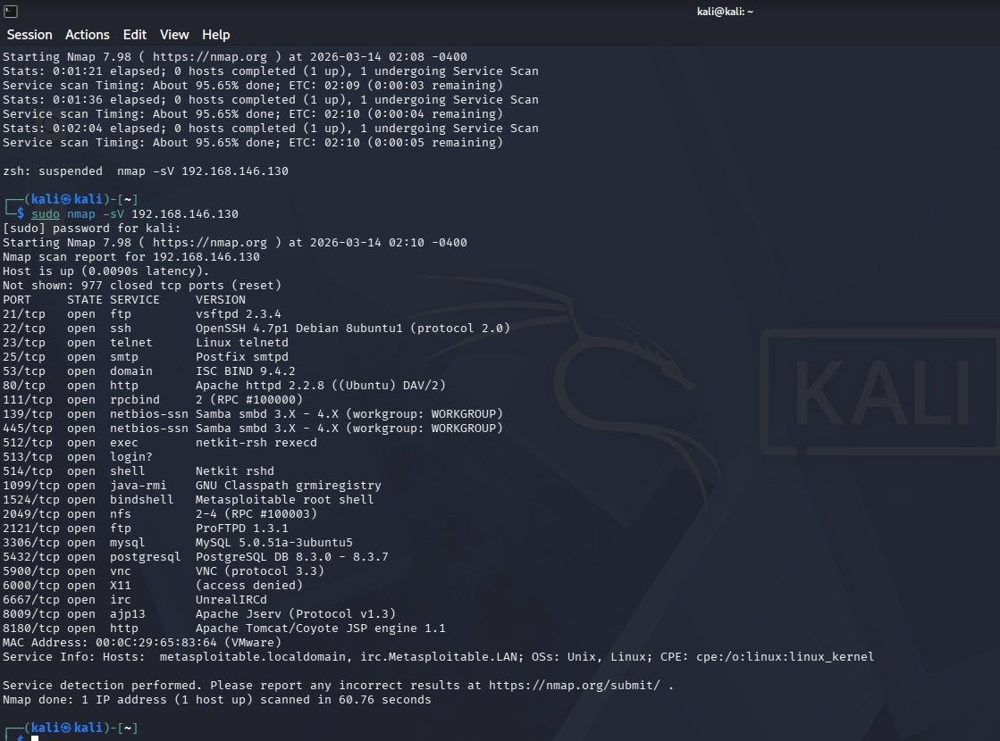 kali@kali: ~
Session Actions Edit View Help
Starting Nmap 7.98 ( https://nmap.org ) at 2026-03-14 02:08 -0400
Stats: 0:01:21 elapsed; 0 hosts completed (1 up), 1 undergoing Service Scan
Service scan Timing: About 95.65% done; ETC: 02:09 (0:00:03 remaining)
Stats: 0:01:36 elapsed; 0 hosts completed (1 up), 1 undergoing Service Scan
Service scan Timing: About 95.65% done; ETC: 02:10 (0:00:04 remaining)
Stats: 0:02:04 elapsed; 0 hosts completed (1 up), 1 undergoing Service Scan
Service scan Timing: About 95.65% done; ETC: 02:10 (0:00:05 remaining)
zsh: suspended  nmap -sV 192.168.146.130
┌──(kali㉿kali)-[~]
└─$ sudo nmap -sV 192.168.146.130
[sudo] password for kali:
Starting Nmap 7.98 ( https://nmap.org ) at 2026-03-14 02:10 -0400
Nmap scan report for 192.168.146.130
Host is up (0.0090s latency).
Not shown: 977 closed tcp ports (reset)
PORT     STATE SERVICE     VERSION
21/tcp   open  ftp         vsftpd 2.3.4
22/tcp   open  ssh         OpenSSH 4.7p1 Debian 8ubuntu1 (protocol 2.0)
23/tcp   open  telnet      Linux telnetd
25/tcp   open  smtp        Postfix smtpd
53/tcp   open  domain      ISC BIND 9.4.2
80/tcp   open  http        Apache httpd 2.2.8 ((Ubuntu) DAV/2)
111/tcp  open  rpcbind     2 (RPC #100000)
139/tcp  open  netbios-ssn Samba smbd 3.X - 4.X (workgroup: WORKGROUP)
445/tcp  open  netbios-ssn Samba smbd 3.X - 4.X (workgroup: WORKGROUP)
512/tcp  open  exec        netkit-rsh rexecd
513/tcp  open  login?
514/tcp  open  shell       Netkit rshd
1099/tcp open  java-rmi    GNU Classpath grmiregistry
1524/tcp open  bindshell   Metasploitable root shell
2049/tcp open  nfs         2-4 (RPC #100003)
2121/tcp open  ftp         ProFTPD 1.3.1
3306/tcp open  mysql       MySQL 5.0.51a-3ubuntu5
5432/tcp open  postgresql  PostgreSQL DB 8.3.0 - 8.3.7
5900/tcp open  vnc         VNC (protocol 3.3)
6000/tcp open  X11         (access denied)
6667/tcp open  irc         UnrealIRCd
8009/tcp open  ajp13       Apache Jserv (Protocol v1.3)
8180/tcp open  http        Apache Tomcat/Coyote JSP engine 1.1
MAC Address: 00:0C:29:65:83:64 (VMware)
Service Info: Hosts:  metasploitable.localdomain, irc.Metasploitable.LAN; OSs: Unix, Linux; CPE: cpe:/o:linux:linux_kernel
Service detection performed. Please report any incorrect results at https://nmap.org/submit/ .
Nmap done: 1 IP address (1 host up) scanned in 60.76 seconds
┌──(kali㉿kali)-[~]
└─$
KALI